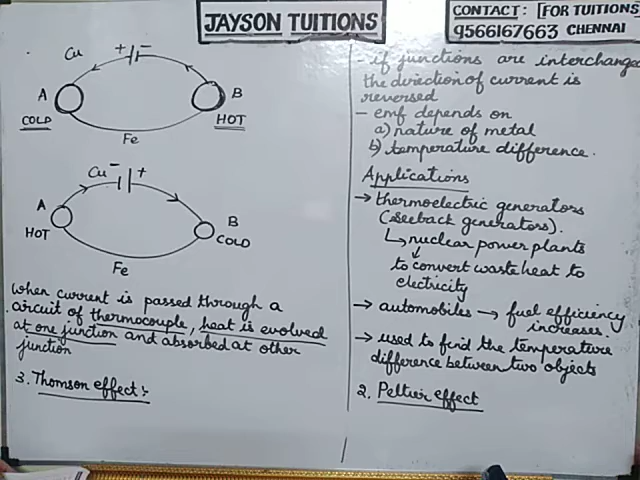 JAYSON TUITIONS
CONTACT: [FOR TUITIONS
9566167663 CHENNAI
Cu + -
A B
COLD HOT
Fe
Cu - +
A B
HOT COLD
Fe
when current is passed through a
circuit of thermocouple, heat is evolved
at one junction and absorbed at other
junction
3. Thomson effect:-
- if junctions are interchanged
the direction of current is
reversed
- emf depends on
a) nature of metal
b) temperature difference.
Applications
→ thermoelectric generators
(seeback generators).
↳ nuclear power plants
↓
to convert waste heat to
electricity
→ automobiles → fuel efficiency
increases.
→ used to find the temperature
difference between two objects
2. Peltier effect